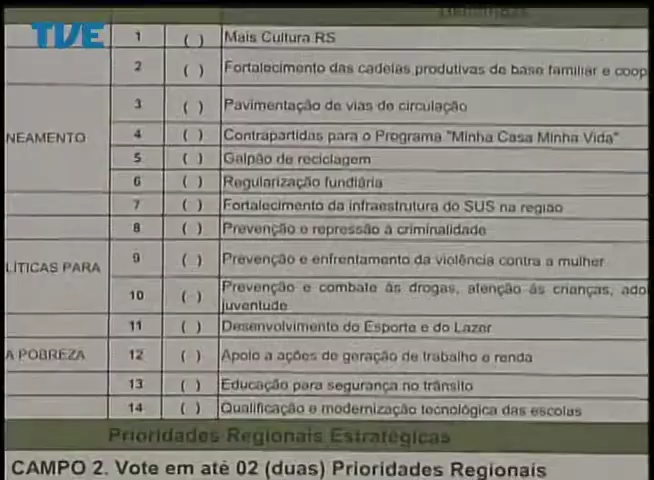 Demandas
TVE
1 ( ) Mais Cultura RS
2 ( ) Fortalecimento das cadeias produtivas de base familiar e coop
3 ( ) Pavimentação de vias de circulação
NEAMENTO 4 ( ) Contrapartidas para o Programa "Minha Casa Minha Vida"
5 ( ) Galpão de reciclagem
6 ( ) Regularização fundiária
7 ( ) Fortalecimento da infraestrutura do SUS na região
8 ( ) Prevenção e repressão à criminalidade
LÍTICAS PARA 9 ( ) Prevenção e enfrentamento da violência contra a mulher
10 ( ) Prevenção e combate às drogas, atenção às crianças, ado
juventude
11 ( ) Desenvolvimento do Esporte e do Lazer
A POBREZA 12 ( ) Apoio a ações de geração de trabalho e renda
13 ( ) Educação para segurança no trânsito
14 ( ) Qualificação e modernização tecnológica das escolas
Prioridades Regionais Estratégicas
CAMPO 2. Vote em até 02 (duas) Prioridades Regionais